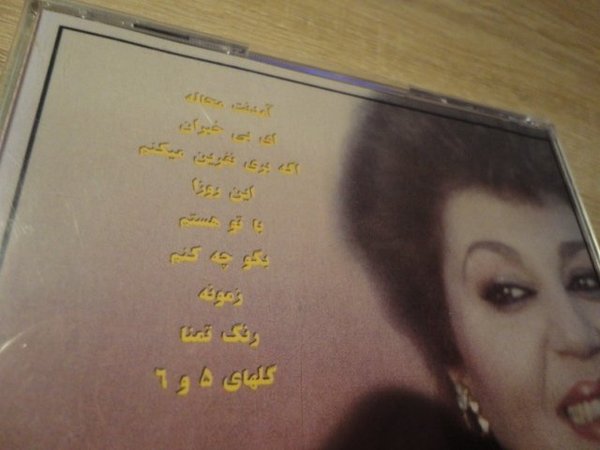 آمدنت محاله
ای بی خبران
اگه بری نفرین میکنم
این روزا
با تو هستم
بگو چه کنم
زمونه
رنگ تمنا
گلهای ۵ و ۶